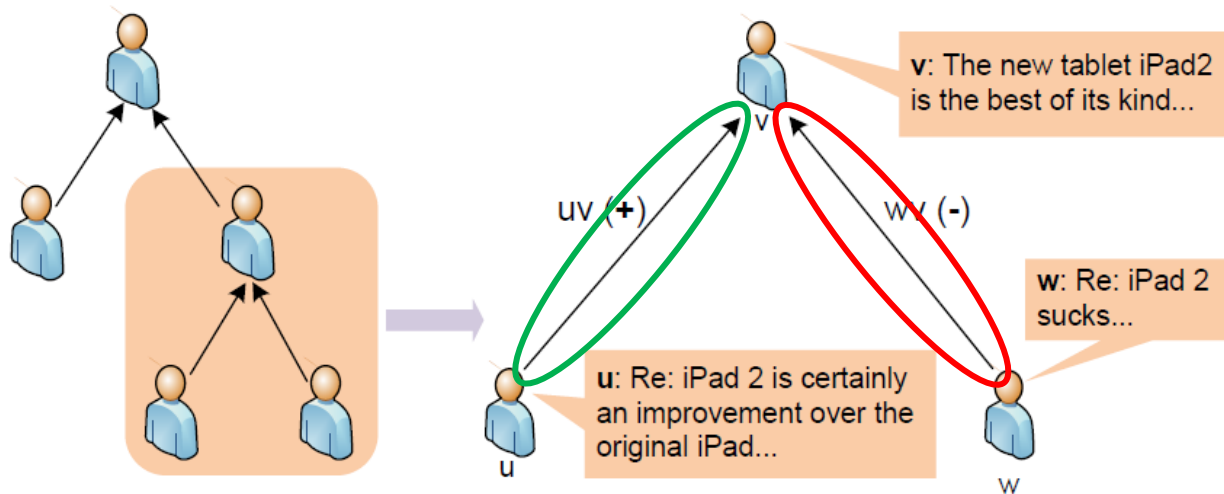 v: The new tablet iPad2
is the best of its kind...
v
uv (+)
wv (-)
w: Re: iPad 2
sucks...
u: Re: iPad 2 is certainly
an improvement over the
original iPad...
u
w